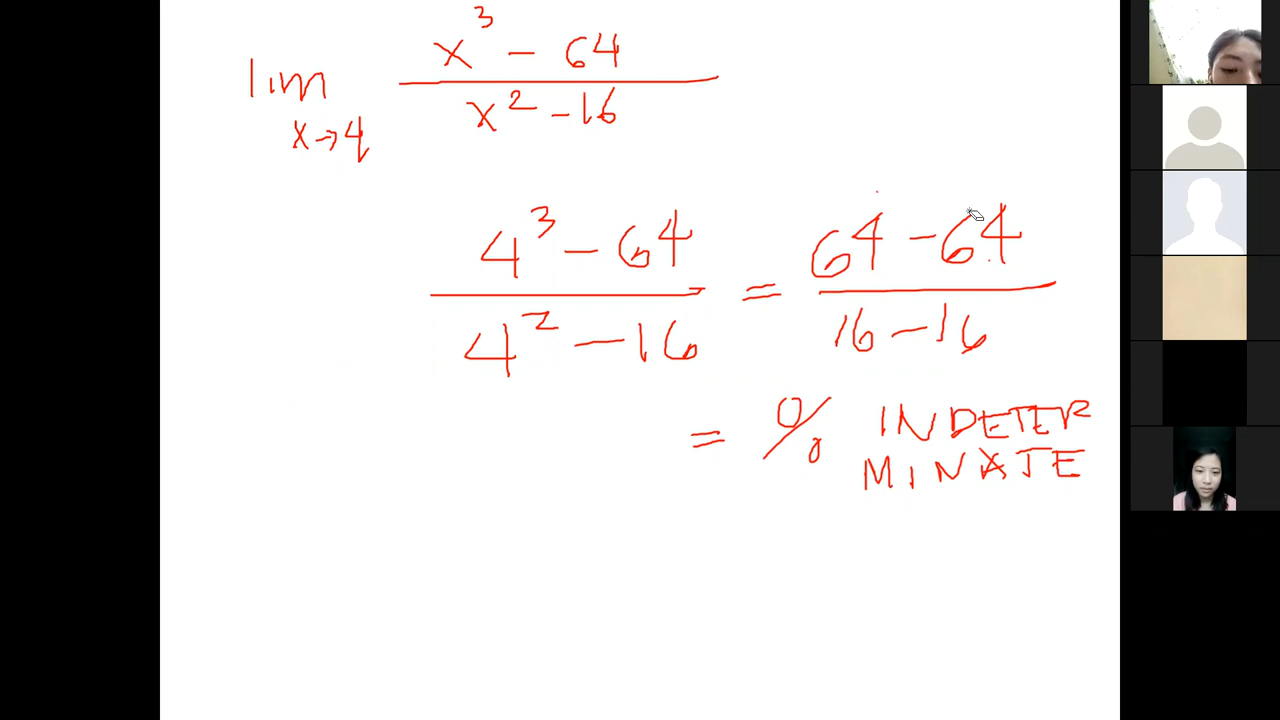 lim x→4 x³ - 64 / x² - 16
4³ - 64 / 4² - 16 = 64 - 64 / 16 - 16
= 0/0 INDETER
MINATE